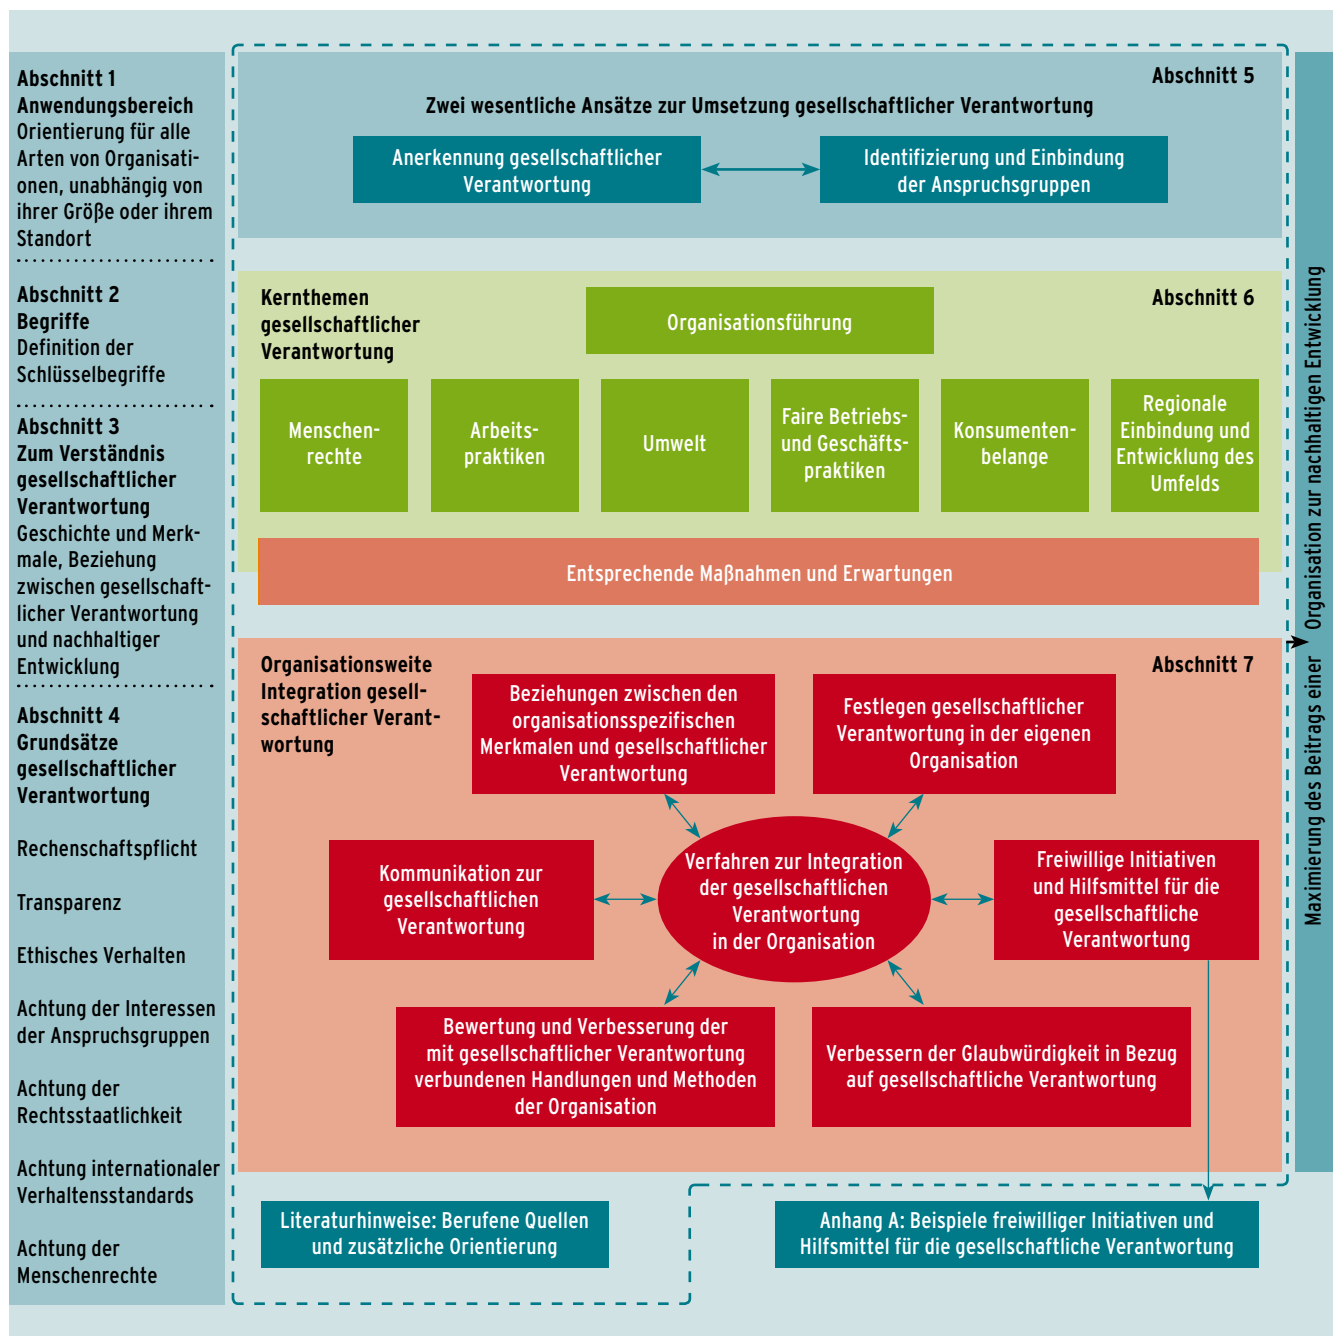 Abschnitt 1
Anwendungsbereich
Orientierung für alle
Arten von Organisati-
onen, unabhängig von
ihrer Größe oder ihrem
Standort
Abschnitt 2
Begriffe
Definition der
Schlüsselbegriffe
Abschnitt 3
Zum Verständnis
gesellschaftlicher
Verantwortung
Geschichte und Merk-
male, Beziehung
zwischen gesellschaft-
licher Verantwortung
und nachhaltiger
Entwicklung
Abschnitt 4
Grundsätze
gesellschaftlicher
Verantwortung
Rechenschaftspflicht
Transparenz
Ethisches Verhalten
Achtung der Interessen
der Anspruchsgruppen
Achtung der
Rechtsstaatlichkeit
Achtung internationaler
Verhaltensstandards
Achtung der
Menschenrechte
Abschnitt 5
Zwei wesentliche Ansätze zur Umsetzung gesellschaftlicher Verantwortung
Anerkennung gesellschaftlicher
Verantwortung
Identifizierung und Einbindung
der Anspruchsgruppen
Kernthemen
gesellschaftlicher
Verantwortung
Abschnitt 6
Organisationsführung
Menschen-
rechte
Arbeits-
praktiken
Umwelt
Faire Betriebs-
und Geschäfts-
praktiken
Konsumenten-
belange
Regionale
Einbindung und
Entwicklung des
Umfelds
Entsprechende Maßnahmen und Erwartungen
Organisationsweite
Integration gesell-
schaftlicher Verant-
wortung
Abschnitt 7
Beziehungen zwischen den
organisationsspezifischen
Merkmalen und gesellschaftlicher
Verantwortung
Festlegen gesellschaftlicher
Verantwortung in der eigenen
Organisation
Kommunikation zur
gesellschaftlichen
Verantwortung
Verfahren zur Integration
der gesellschaftlichen
Verantwortung
in der Organisation
Freiwillige Initiativen
und Hilfsmittel für die
gesellschaftliche
Verantwortung
Bewertung und Verbesserung der
mit gesellschaftlicher Verantwortung
verbundenen Handlungen und Methoden
der Organisation
Verbessern der Glaubwürdigkeit in Bezug
auf gesellschaftliche Verantwortung
Literaturhinweise: Berufene Quellen
und zusätzliche Orientierung
Anhang A: Beispiele freiwilliger Initiativen und
Hilfsmittel für die gesellschaftliche Verantwortung
Maximierung des Beitrags einer Organisation zur nachhaltigen Entwicklung